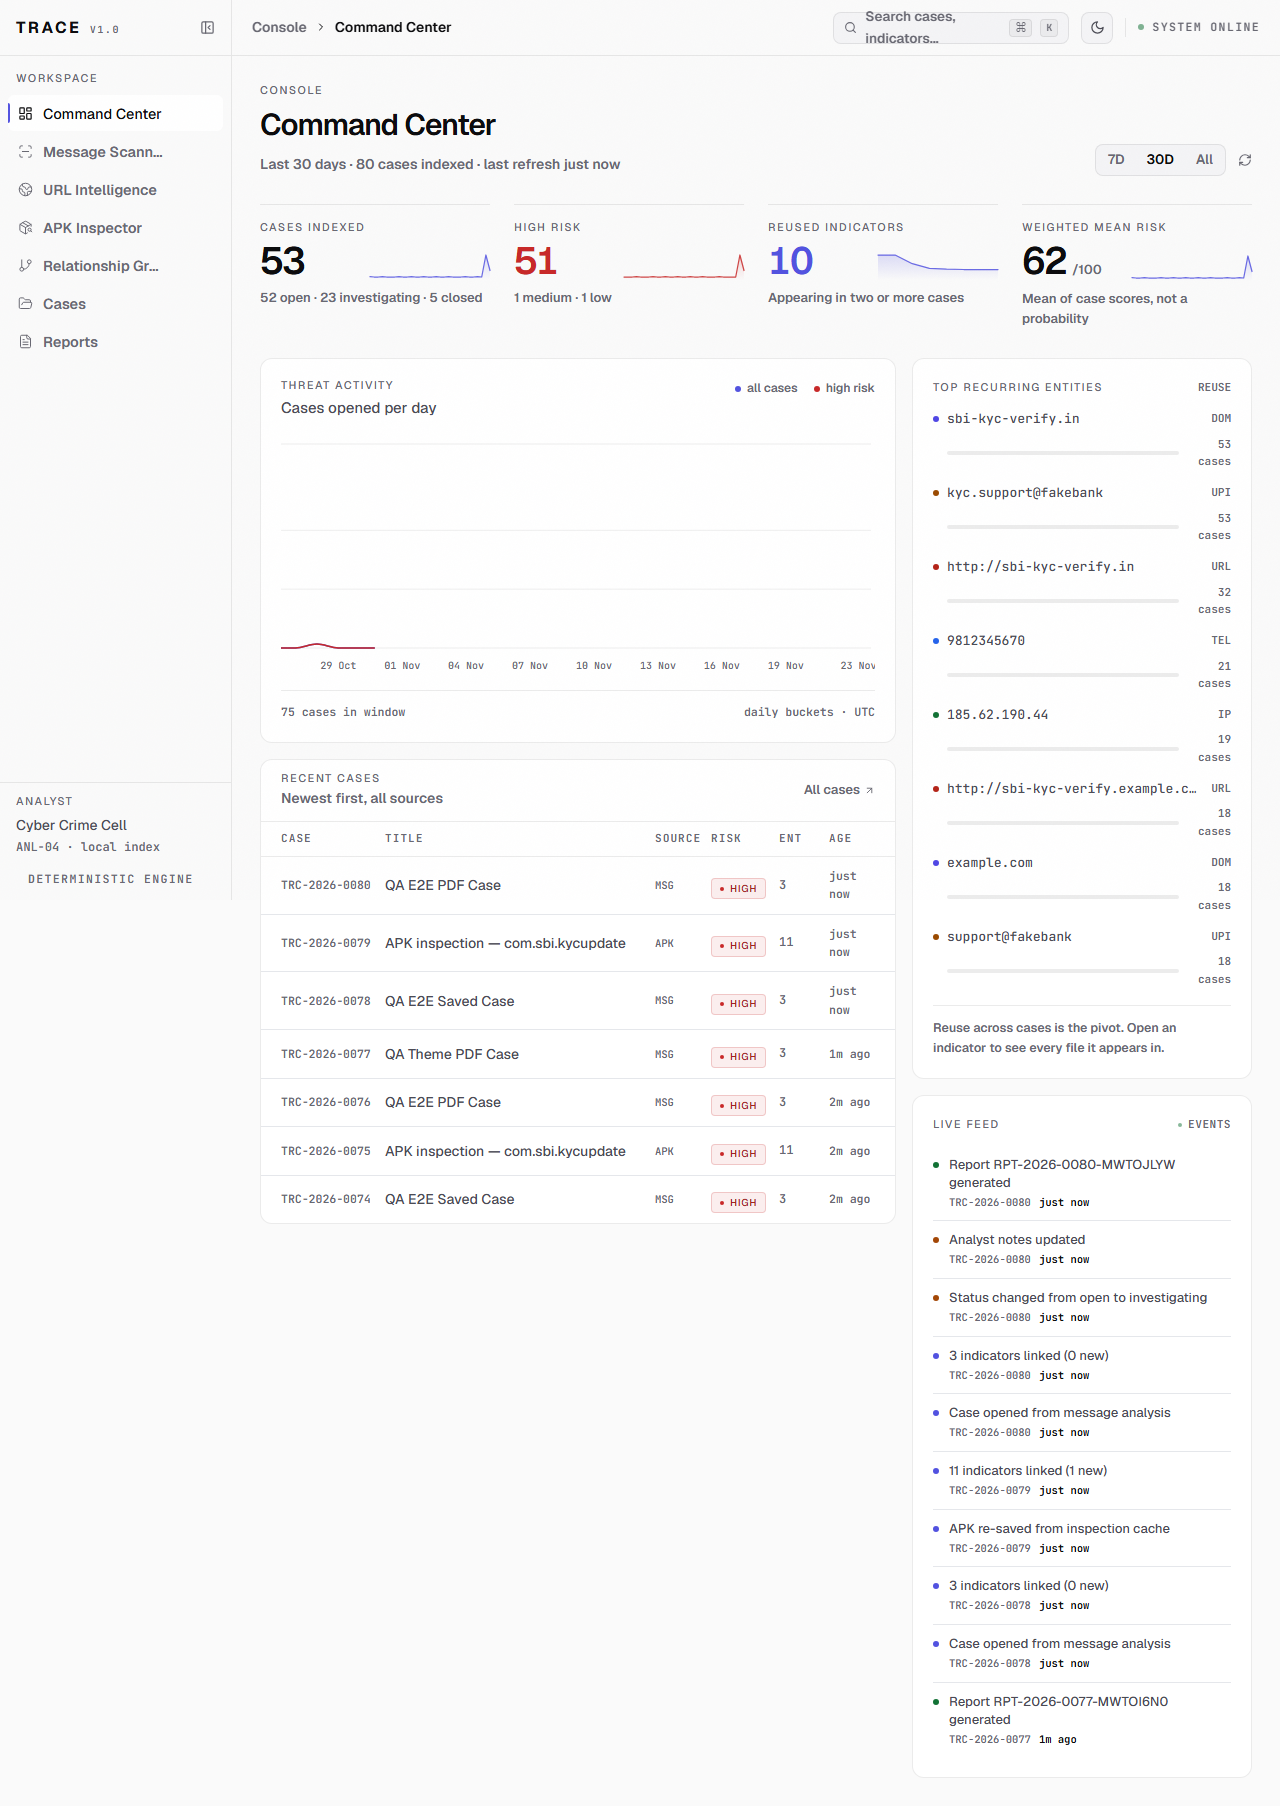 TRACE V1.0
WORKSPACE
Command Center
Message Scann...
URL Intelligence
APK Inspector
Relationship Gr...
Cases
Reports
ANALYST
Cyber Crime Cell
ANL-04 · local index
DETERMINISTIC ENGINE
Console > Command Center
Search cases, indicators...
⌘ K
SYSTEM ONLINE
CONSOLE
Command Center
Last 30 days · 80 cases indexed · last refresh just now
7D 30D All
CASES INDEXED
53
52 open · 23 investigating · 5 closed
HIGH RISK
51
1 medium · 1 low
REUSED INDICATORS
10
Appearing in two or more cases
WEIGHTED MEAN RISK
62 /100
Mean of case scores, not a
probability
THREAT ACTIVITY
Cases opened per day
all cases high risk
29 Oct 01 Nov 04 Nov 07 Nov 10 Nov 13 Nov 16 Nov 19 Nov 23 Nov
75 cases in window
daily buckets · UTC
RECENT CASES
Newest first, all sources
All cases ↗
CASE TITLE SOURCE RISK ENT AGE
TRC-2026-0080 QA E2E PDF Case MSG HIGH 3 just now
TRC-2026-0079 APK inspection — com.sbi.kycupdate APK HIGH 11 just now
TRC-2026-0078 QA E2E Saved Case MSG HIGH 3 just now
TRC-2026-0077 QA Theme PDF Case MSG HIGH 3 1m ago
TRC-2026-0076 QA E2E PDF Case MSG HIGH 3 2m ago
TRC-2026-0075 APK inspection — com.sbi.kycupdate APK HIGH 11 2m ago
TRC-2026-0074 QA E2E Saved Case MSG HIGH 3 2m ago
TOP RECURRING ENTITIES REUSE
sbi-kyc-verify.in DOM
53 cases
kyc.support@fakebank UPI
53 cases
http://sbi-kyc-verify.in URL
32 cases
9812345670 TEL
21 cases
185.62.190.44 IP
19 cases
http://sbi-kyc-verify.example.c... URL
18 cases
example.com DOM
18 cases
support@fakebank UPI
18 cases
Reuse across cases is the pivot. Open an
indicator to see every file it appears in.
LIVE FEED EVENTS
Report RPT-2026-0080-MWTOJLYW
generated
TRC-2026-0080 just now
Analyst notes updated
TRC-2026-0080 just now
Status changed from open to investigating
TRC-2026-0080 just now
3 indicators linked (0 new)
TRC-2026-0080 just now
Case opened from message analysis
TRC-2026-0080 just now
11 indicators linked (1 new)
TRC-2026-0079 just now
APK re-saved from inspection cache
TRC-2026-0079 just now
3 indicators linked (0 new)
TRC-2026-0078 just now
Case opened from message analysis
TRC-2026-0078 just now
Report RPT-2026-0077-MWTOI6N0
generated
TRC-2026-0077 1m ago